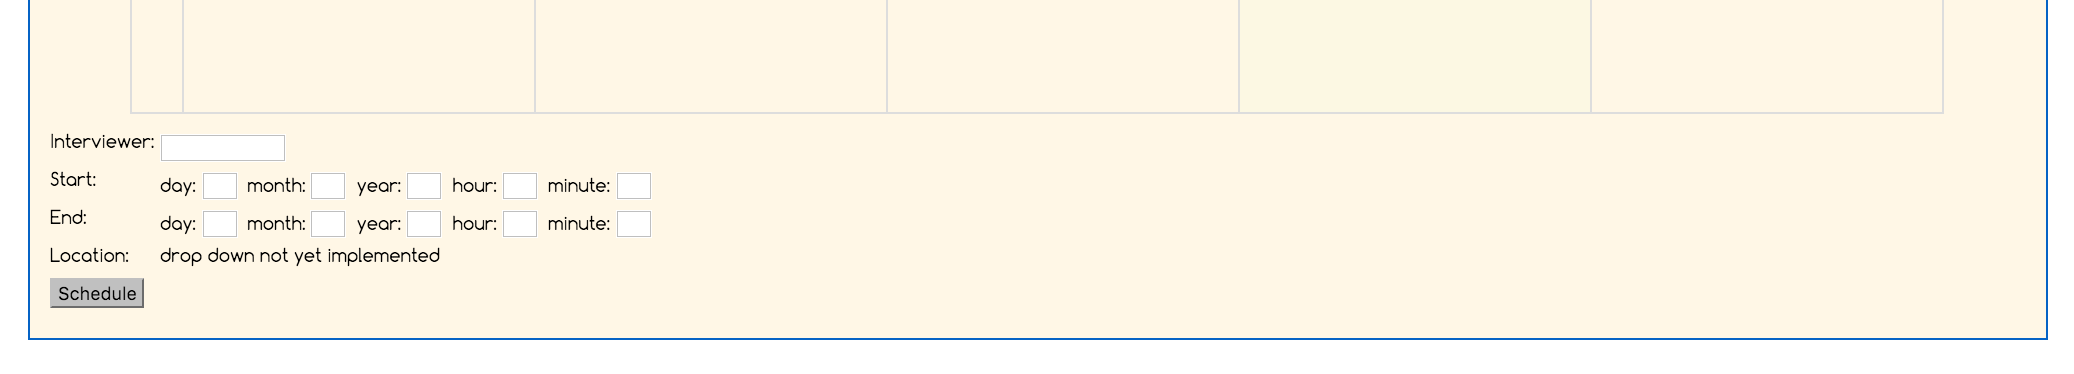 Interviewer:
Start: day: month: year: hour: minute:
End: day: month: year: hour: minute:
Location: drop down not yet implemented
Schedule